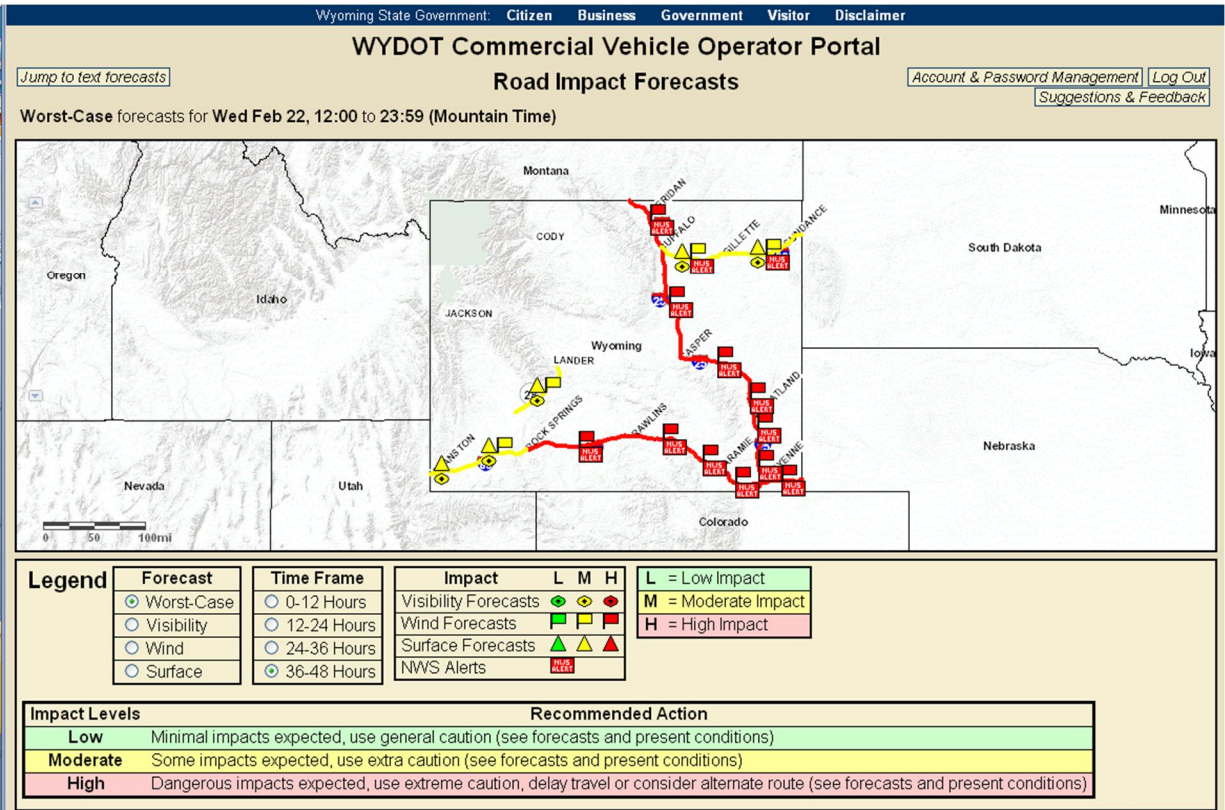 Wyoming State Government: Citizen Business Government Visitor Disclaimer
WYDOT Commercial Vehicle Operator Portal
Jump to text forecasts
Road Impact Forecasts
Account & Password Management Log Out
Suggestions & Feedback
Worst-Case forecasts for Wed Feb 22, 12:00 to 23:59 (Mountain Time)
Montana
Minnesota
CODY
GILLETTE
South Dakota
Oregon
Idaho
JACKSON
NWS ALERT
25
Wyoming
LANDER
Iowa
ROCK SPRINGS
RAWLINS
Nebraska
Nevada
Utah
Colorado
0 50 100mi
Legend
Forecast
Worst-Case
Visibility
Wind
Surface
Time Frame
0-12 Hours
12-24 Hours
24-36 Hours
36-48 Hours
Impact L M H
Visibility Forecasts
Wind Forecasts
Surface Forecasts
NWS Alerts NWS ALERT
L = Low Impact
M = Moderate Impact
H = High Impact
Impact Levels Recommended Action
Low Minimal impacts expected, use general caution (see forecasts and present conditions)
Moderate Some impacts expected, use extra caution (see forecasts and present conditions)
High Dangerous impacts expected, use extreme caution, delay travel or consider alternate route (see forecasts and present conditions)